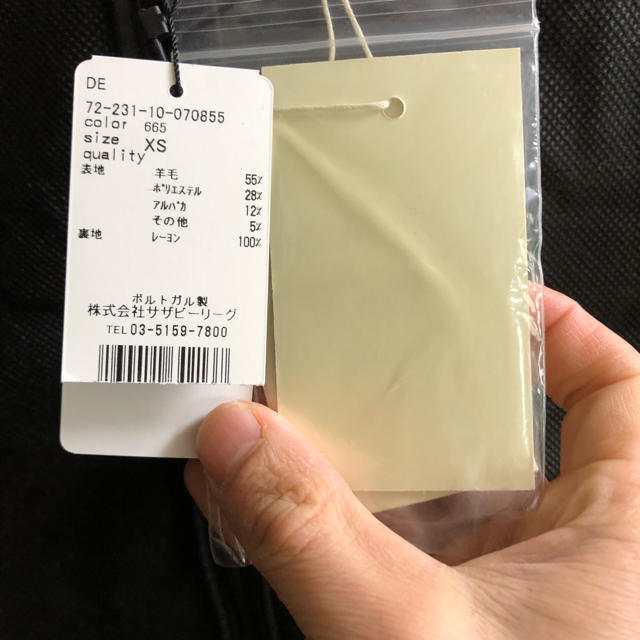 DE
72-231-10-070855
color 665
size XS
quality
表地 羊毛 55%
ポリエステル 28%
アルパカ 12%
その他 5%
裏地 レーヨン 100%
ポルトガル製
株式会社サザビーリーグ
TEL 03-5159-7800